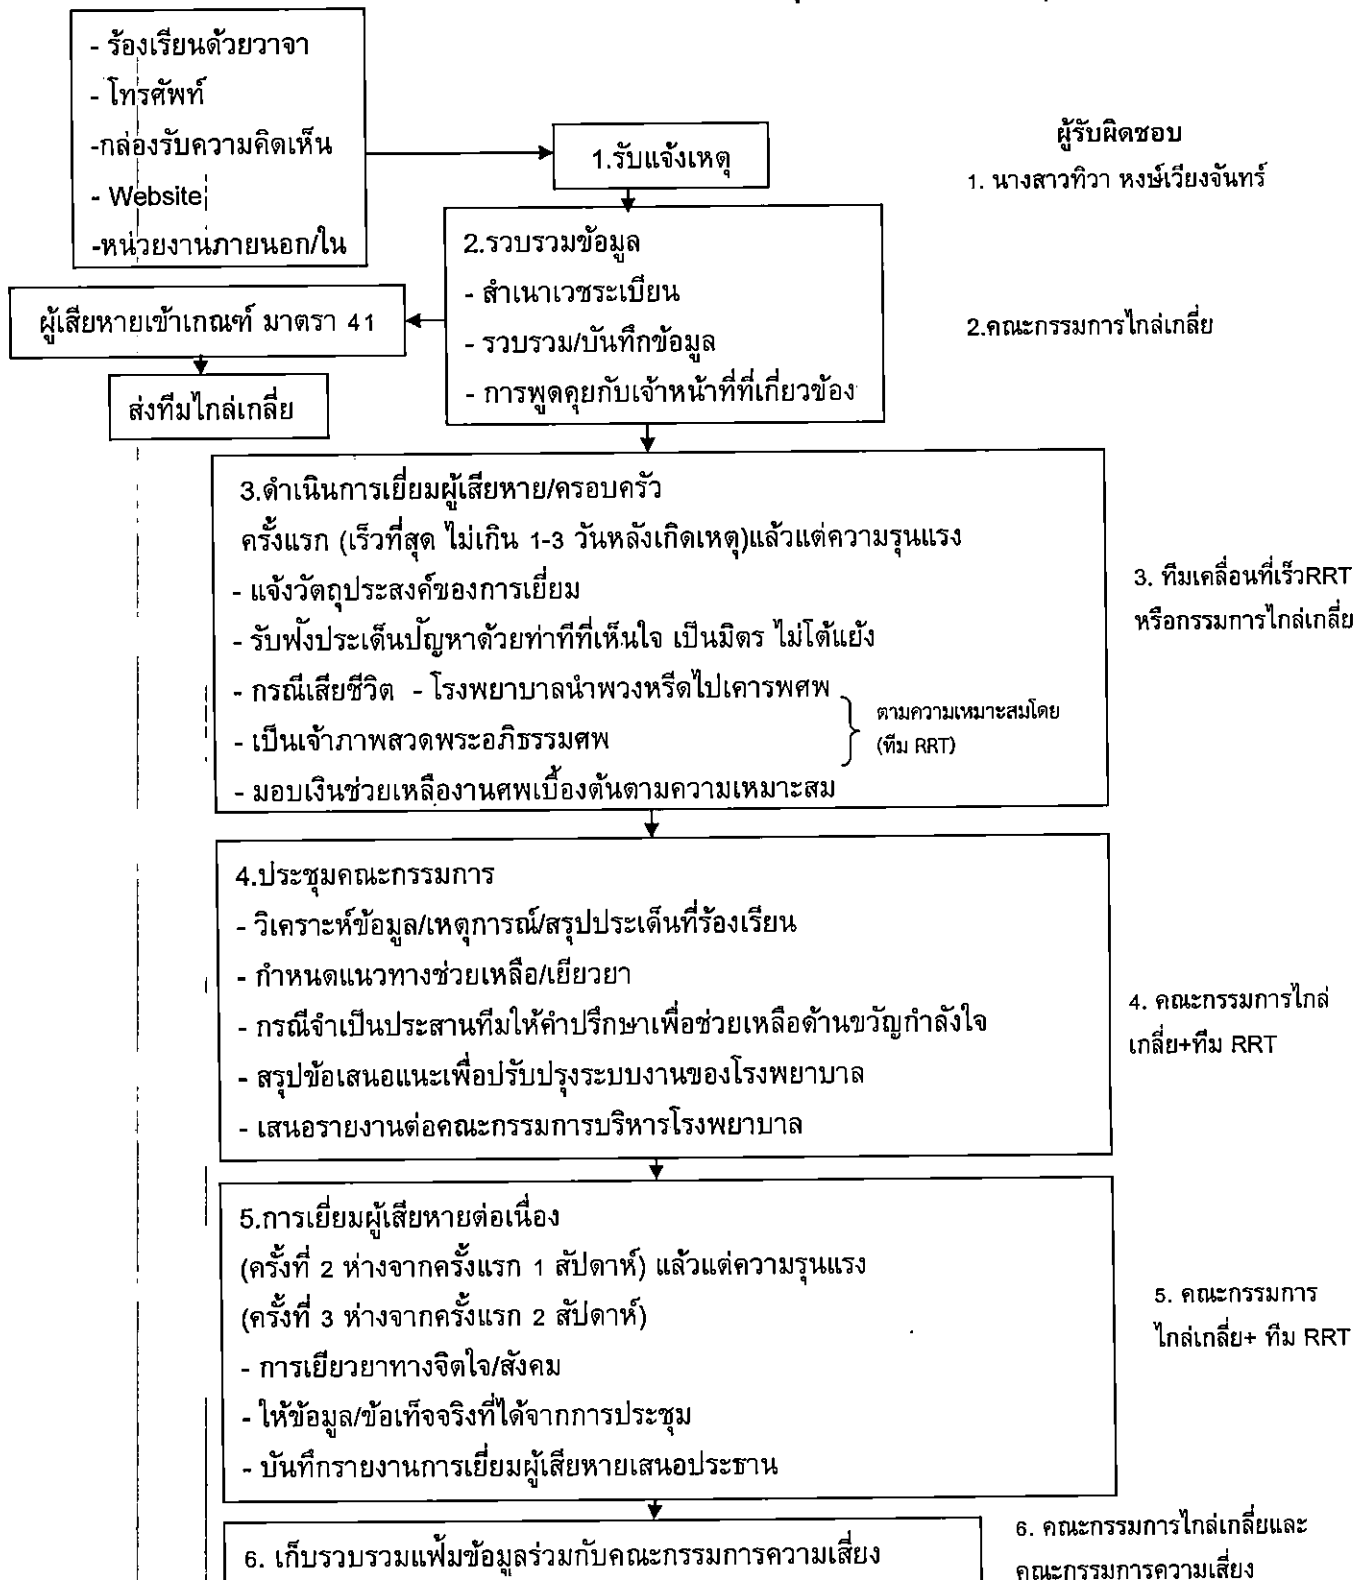 - ร้องเรียนด้วยวาจา
- โทรศัพท์
-กล่องรับความคิดเห็น
- Website
-หน่วยงานภายนอก/ใน
1.รับแจ้งเหตุ
ผู้รับผิดชอบ
1. นางสาวทิวา หงษ์เวียงจันทร์
2.รวบรวมข้อมูล
- สำเนาเวชระเบียน
- รวบรวม/บันทึกข้อมูล
- การพูดคุยกับเจ้าหน้าที่ที่เกี่ยวข้อง
2.คณะกรรมการไกล่เกลี่ย
ผู้เสียหายเข้าเกณฑ์ มาตรา 41
ส่งทีมไกล่เกลี่ย
3.ดำเนินการเยี่ยมผู้เสียหาย/ครอบครัว
ครั้งแรก (เร็วที่สุด ไม่เกิน 1-3 วันหลังเกิดเหตุ)แล้วแต่ความรุนแรง
- แจ้งวัตถุประสงค์ของการเยี่ยม
- รับฟังประเด็นปัญหาด้วยท่าทีที่เห็นใจ เป็นมิตร ไม่โต้แย้ง
- กรณีเสียชีวิต - โรงพยาบาลนำพวงหรีดไปเคารพศพ
- เป็นเจ้าภาพสวดพระอภิธรรมศพ
- มอบเงินช่วยเหลืองานศพเบื้องต้นตามความเหมาะสม
ตามความเหมาะสมโดย
(ทีม RRT)
3. ทีมเคลื่อนที่เร็วRRT
หรือกรรมการไกล่เกลี่ย
4.ประชุมคณะกรรมการ
- วิเคราะห์ข้อมูล/เหตุการณ์/สรุปประเด็นที่ร้องเรียน
- กำหนดแนวทางช่วยเหลือ/เยียวยา
- กรณีจำเป็นประสานทีมให้คำปรึกษาเพื่อช่วยเหลือด้านขวัญกำลังใจ
- สรุปข้อเสนอแนะเพื่อปรับปรุงระบบงานของโรงพยาบาล
- เสนอรายงานต่อคณะกรรมการบริหารโรงพยาบาล
4. คณะกรรมการไกล่
เกลี่ย+ทีม RRT
5.การเยี่ยมผู้เสียหายต่อเนื่อง
(ครั้งที่ 2 ห่างจากครั้งแรก 1 สัปดาห์) แล้วแต่ความรุนแรง
(ครั้งที่ 3 ห่างจากครั้งแรก 2 สัปดาห์)
- การเยียวยาทางจิตใจ/สังคม
- ให้ข้อมูล/ข้อเท็จจริงที่ได้จากการประชุม
- บันทึกรายงานการเยี่ยมผู้เสียหายเสนอประธาน
5. คณะกรรมการ
ไกล่เกลี่ย+ ทีม RRT
6. เก็บรวบรวมแฟ้มข้อมูลร่วมกับคณะกรรมการความเสี่ยง
6. คณะกรรมการไกล่เกลี่ยและ
คณะกรรมการความเสี่ยง